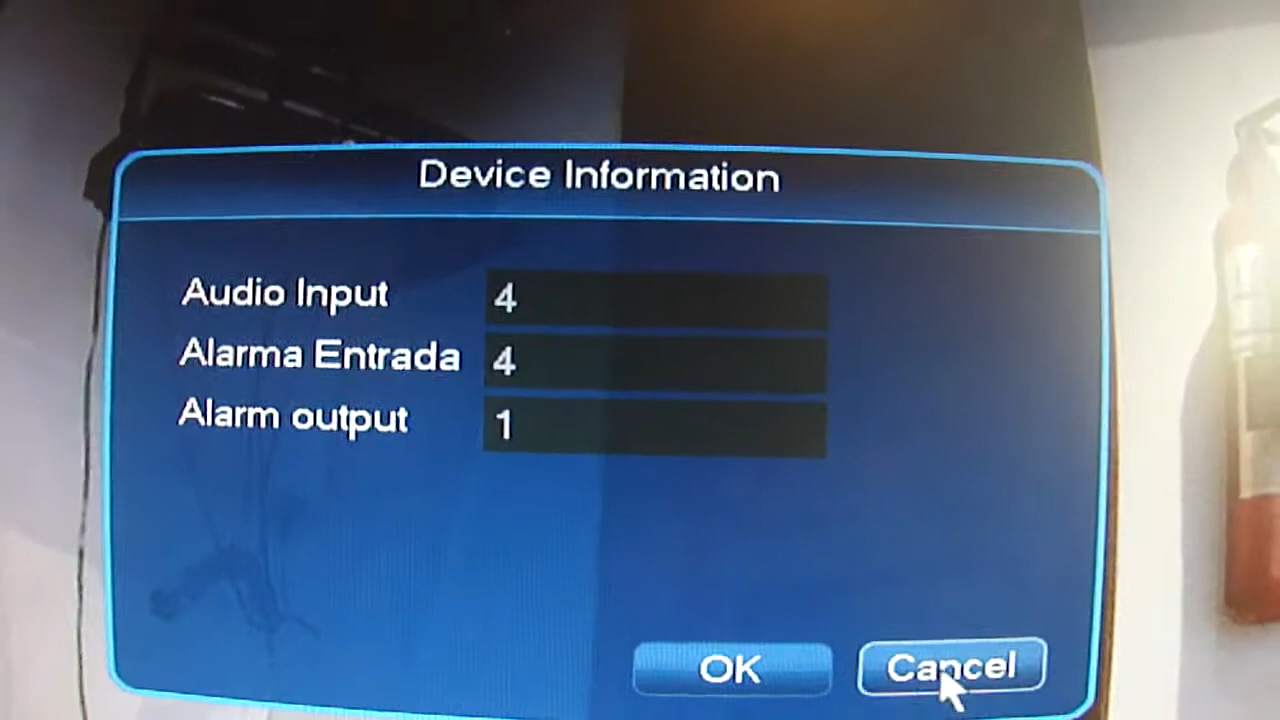 Device Information
Audio Input 4
Alarma Entrada 4
Alarm output 1
OK Cancel